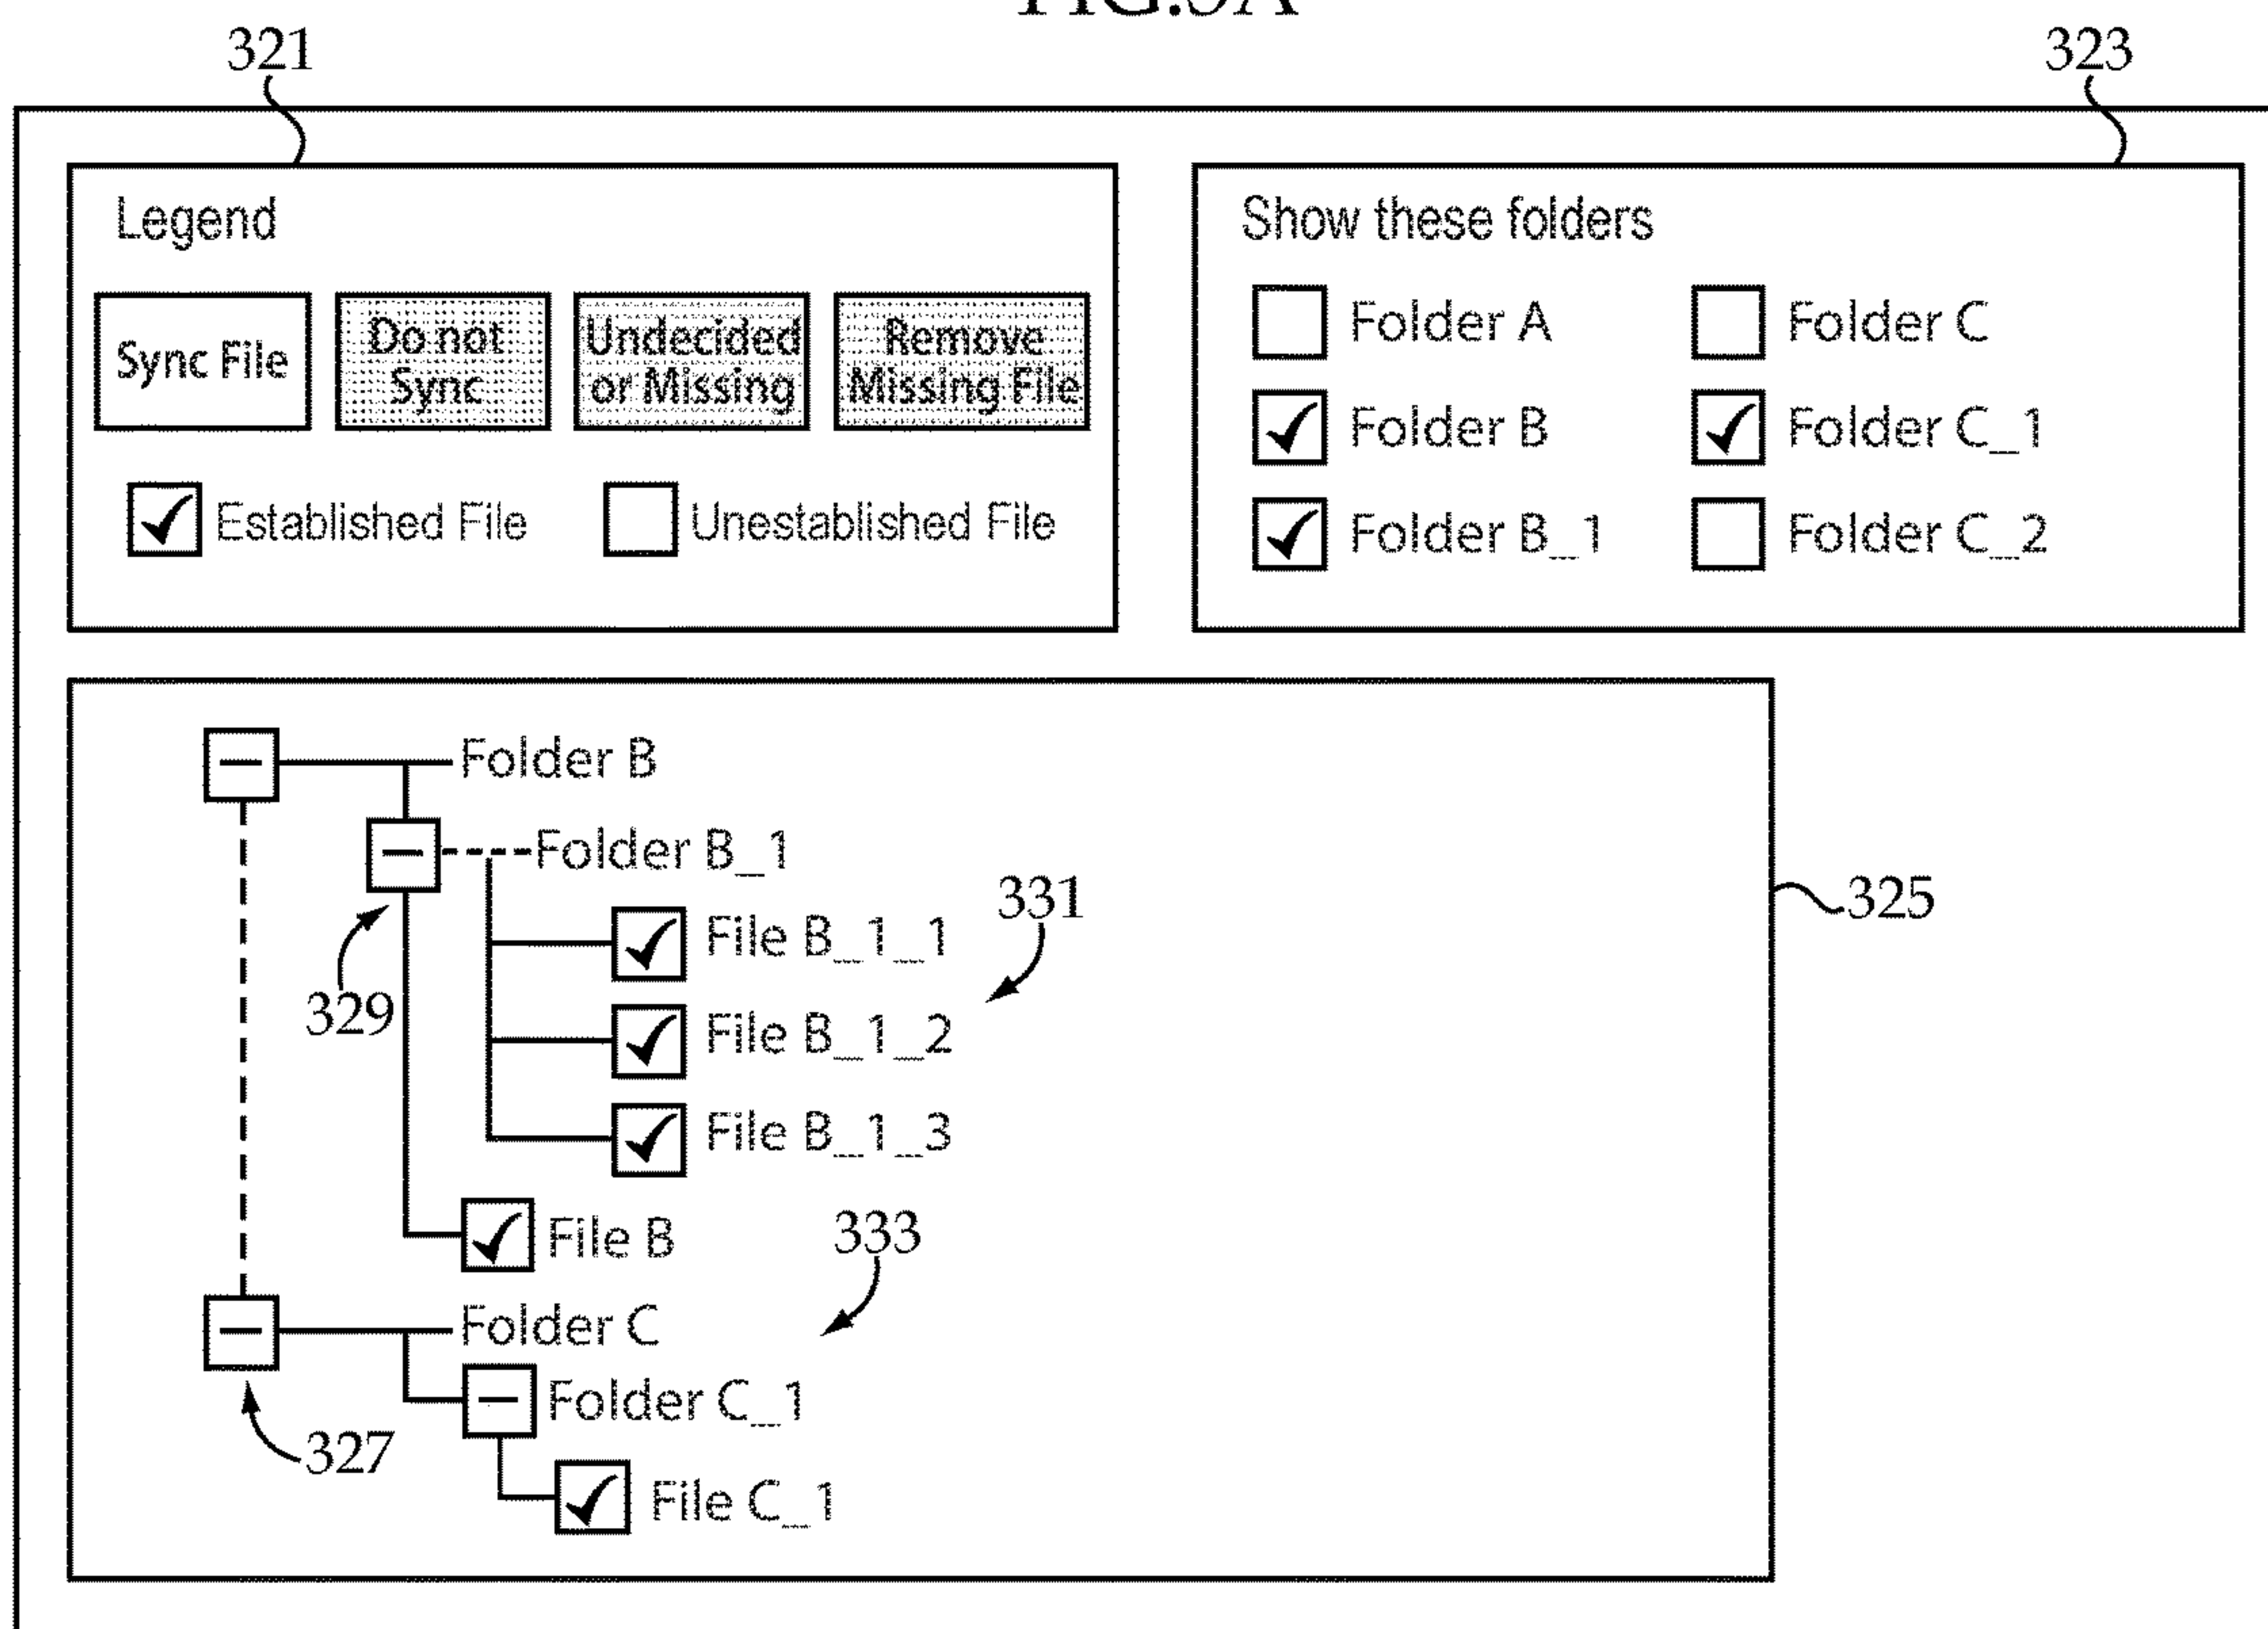 FIG.3A
321
323
Legend
Sync File
Do not
Sync
Undecided
or Missing
Remove
Missing File
Established File
Unestablished File
Show these folders
Folder A
Folder C
Folder B
Folder C_1
Folder B_1
Folder C_2
Folder B
Folder B_1
File B_1_1
331
325
File B_1_2
329
File B_1_3
File B
333
Folder C
Folder C_1
327
File C_1